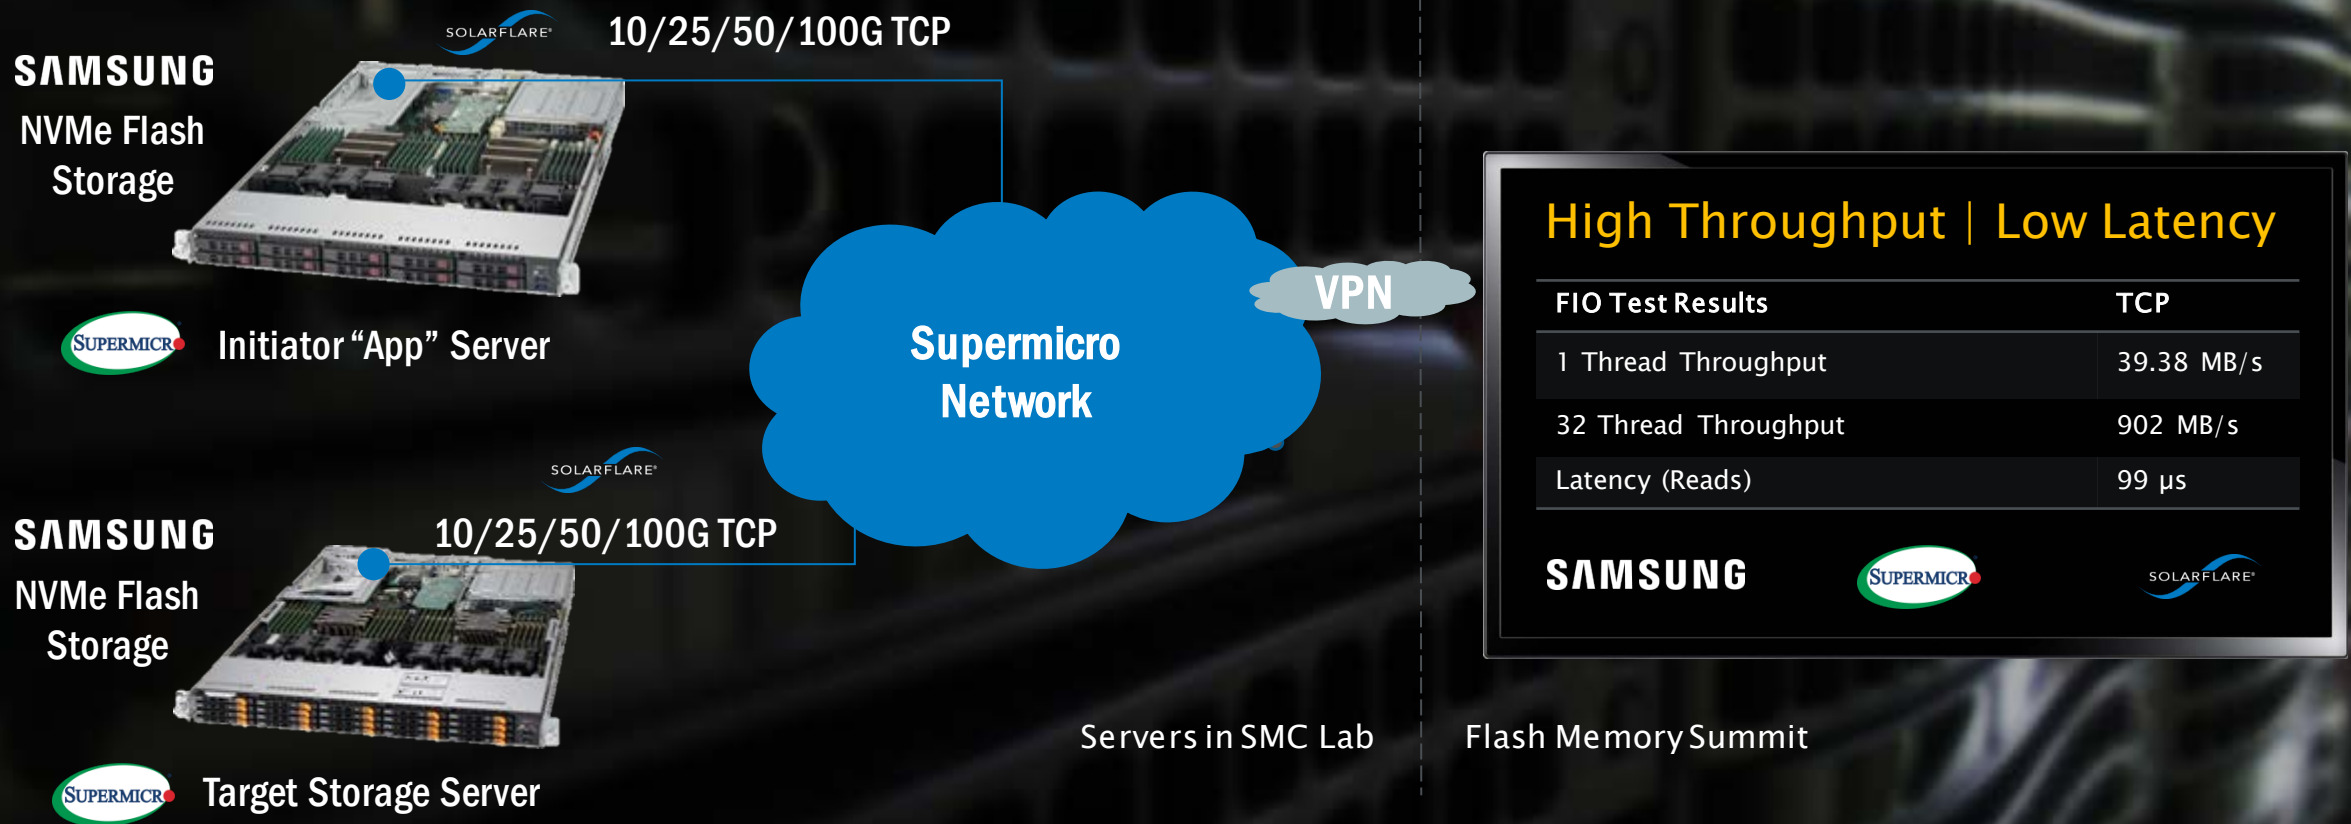 SOLARFLARE®
10/25/50/100G TCP
SAMSUNG
NVMe Flash
Storage
SUPERMICR
Initiator “App” Server
Supermicro
Network
VPN
SOLARFLARE®
10/25/50/100G TCP
SAMSUNG
NVMe Flash
Storage
SUPERMICR
Target Storage Server
Servers in SMC Lab
High Throughput | Low Latency
FIO Test Results TCP
1 Thread Throughput 39.38 MB/s
32 Thread Throughput 902 MB/s
Latency (Reads) 99 µs
SAMSUNG SUPERMICR SOLARFLARE®
Flash Memory Summit